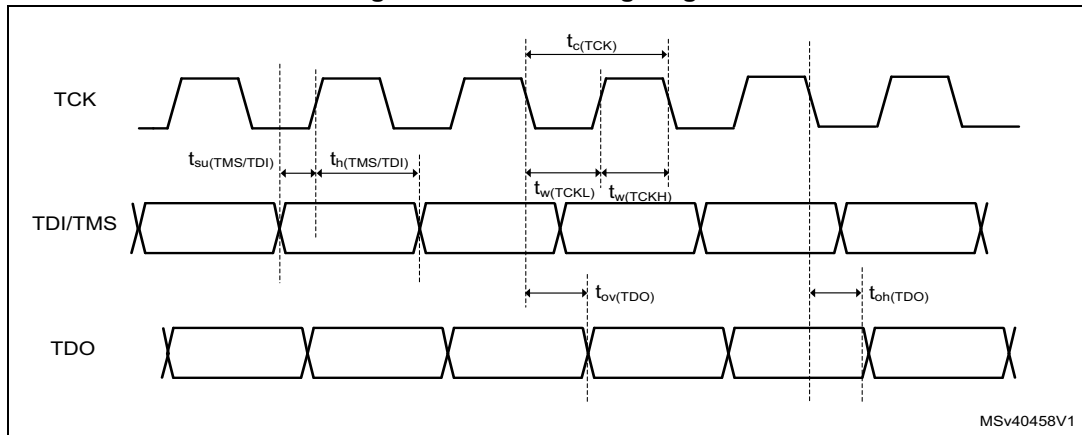 t_c(TCK)
TCK
t_su(TMS/TDI)
t_h(TMS/TDI)
t_w(TCKL)
t_w(TCKH)
TDI/TMS
t_ov(TDO)
t_oh(TDO)
TDO
MSv40458V1